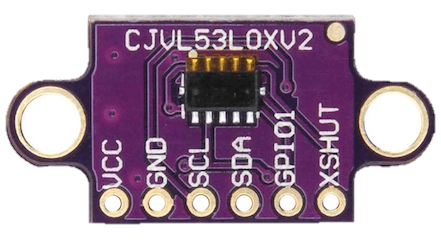 CJVL53L0XV2
VCC GND SCL SDA GPIO1 XSHUT